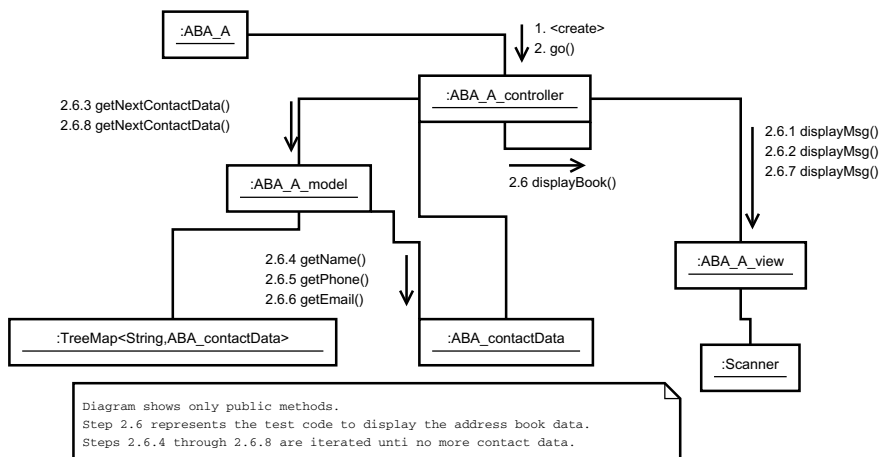 :ABA_A
1. <create>
2. go()
:ABA_A_controller
2.6.3 getNextContactData()
2.6.8 getNextContactData()
2.6.1 displayMsg()
2.6.2 displayMsg()
2.6.7 displayMsg()
:ABA_A_model
2.6 displayBook()
2.6.4 getName()
2.6.5 getPhone()
2.6.6 getEmail()
:ABA_A_view
:TreeMap<String,ABA_contactData>
:ABA_contactData
:Scanner
Diagram shows only public methods.
Step 2.6 represents the test code to display the address book data.
Steps 2.6.4 through 2.6.8 are iterated unti no more contact data.